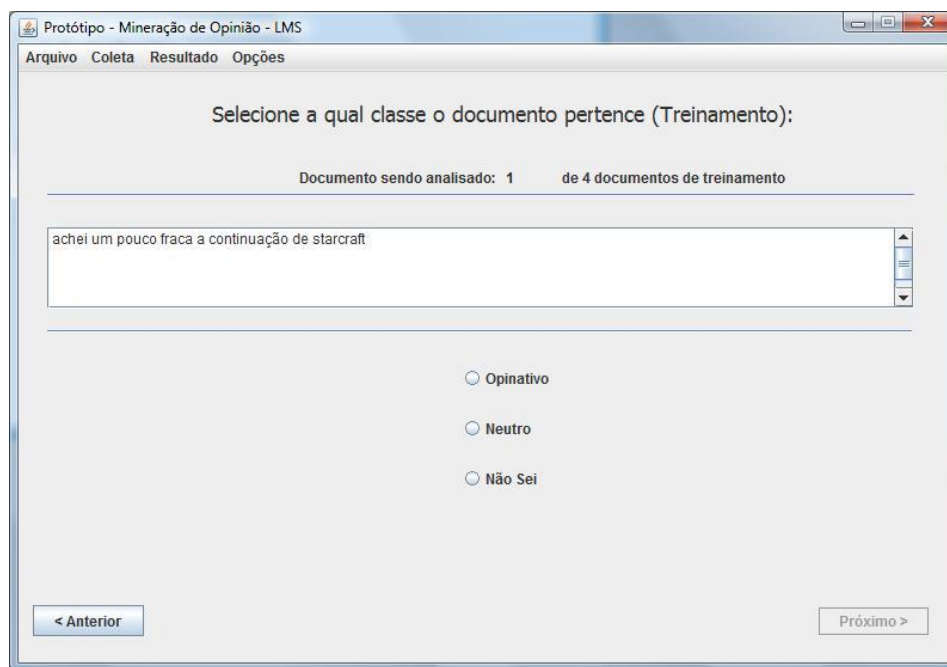 Protótipo - Mineração de Opinião - LMS
Arquivo Coleta Resultado Opções
Selecione a qual classe o documento pertence (Treinamento):
Documento sendo analisado: 1 de 4 documentos de treinamento
achei um pouco fraca a continuação de starcraft
Opinativo
Neutro
Não Sei
< Anterior Próximo >